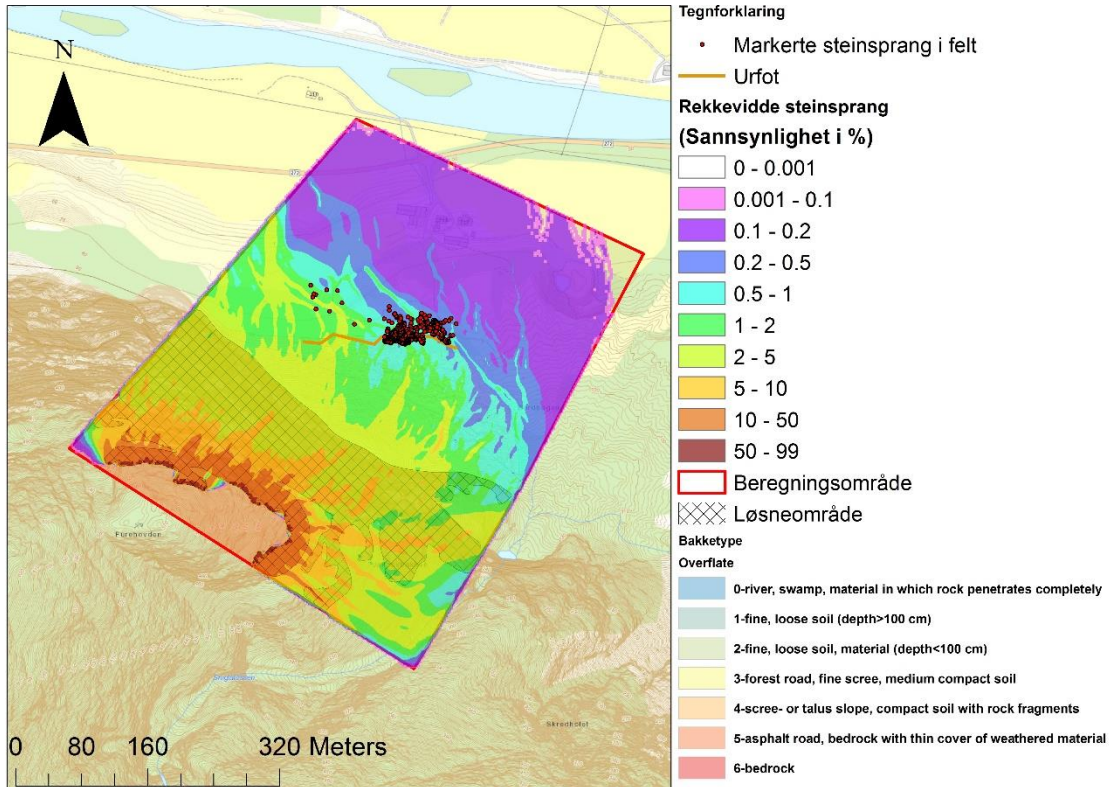 N
273
273
Furehovden
Skredholet
0 80 160 320 Meters
Tegnforklaring
Markerte steinsprang i felt
Urfot
Rekkevidde steinsprang
(Sannsynlighet i %)
0 - 0.001
0.001 - 0.1
0.1 - 0.2
0.2 - 0.5
0.5 - 1
1 - 2
2 - 5
5 - 10
10 - 50
50 - 99
Beregningsområde
Løsneområde
Bakketype
Overflate
0-river, swamp, material in which rock penetrates completely
1-fine, loose soil (depth>100 cm)
2-fine, loose soil, material (depth<100 cm)
3-forest road, fine scree, medium compact soil
4-scree- or talus slope, compact soil with rock fragments
5-asphalt road, bedrock with thin cover of weathered material
6-bedrock